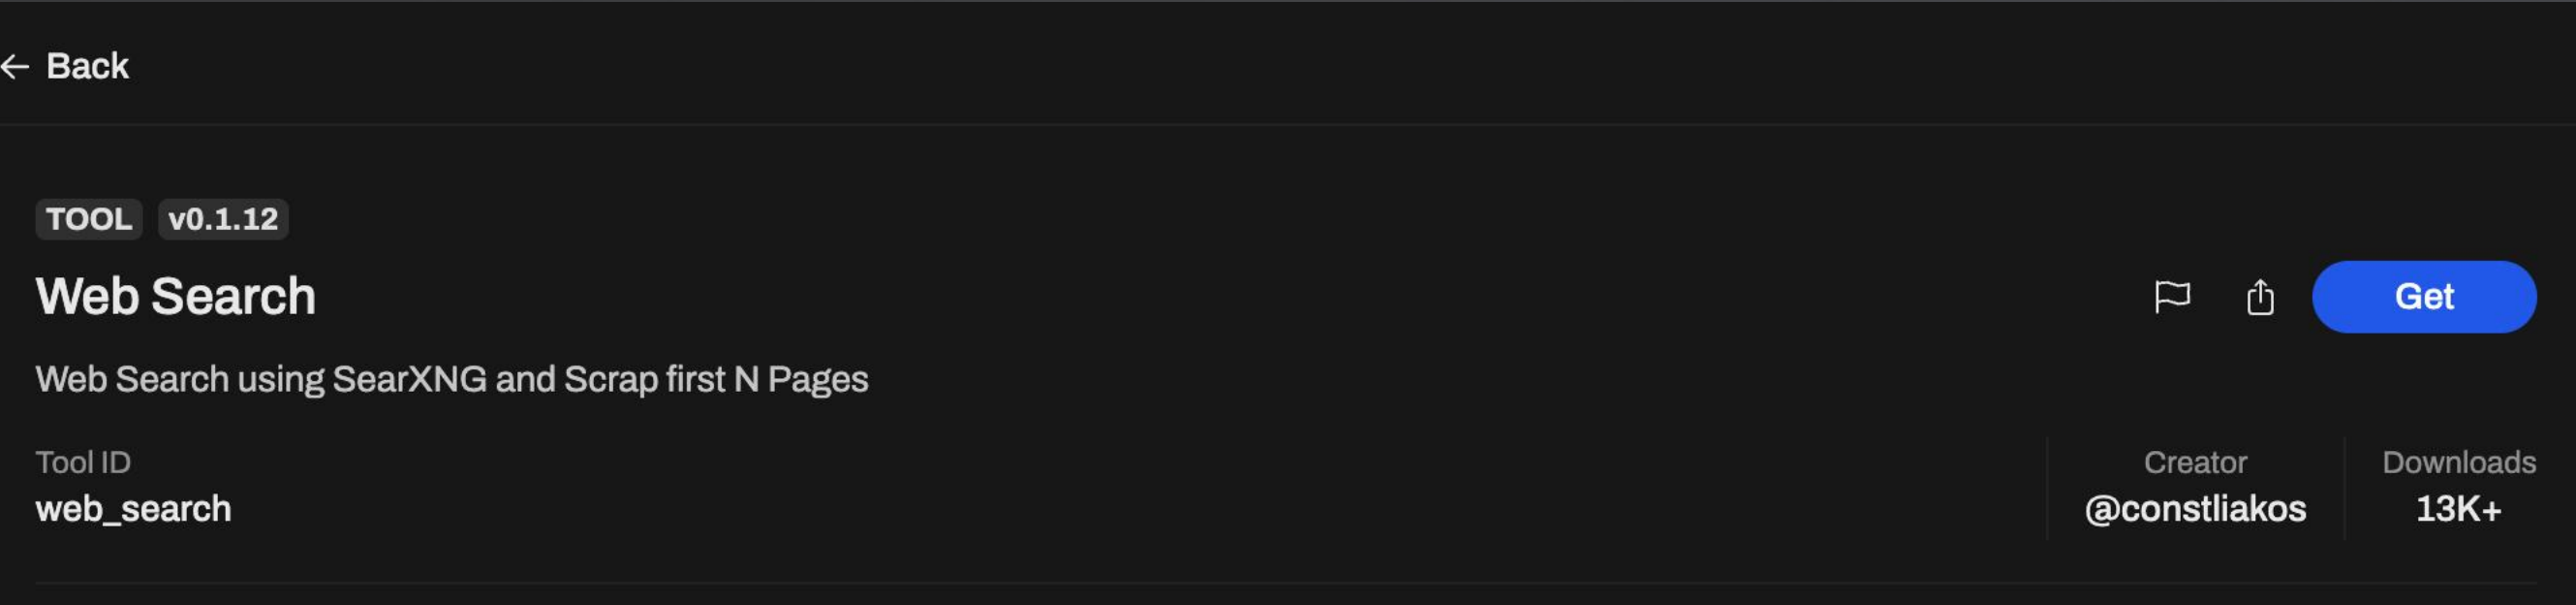 Back
TOOL v0.1.12
Web Search
Get
Web Search using SearXNG and Scrap first N Pages
Tool ID
web_search
Creator
@constliakos
Downloads
13K+